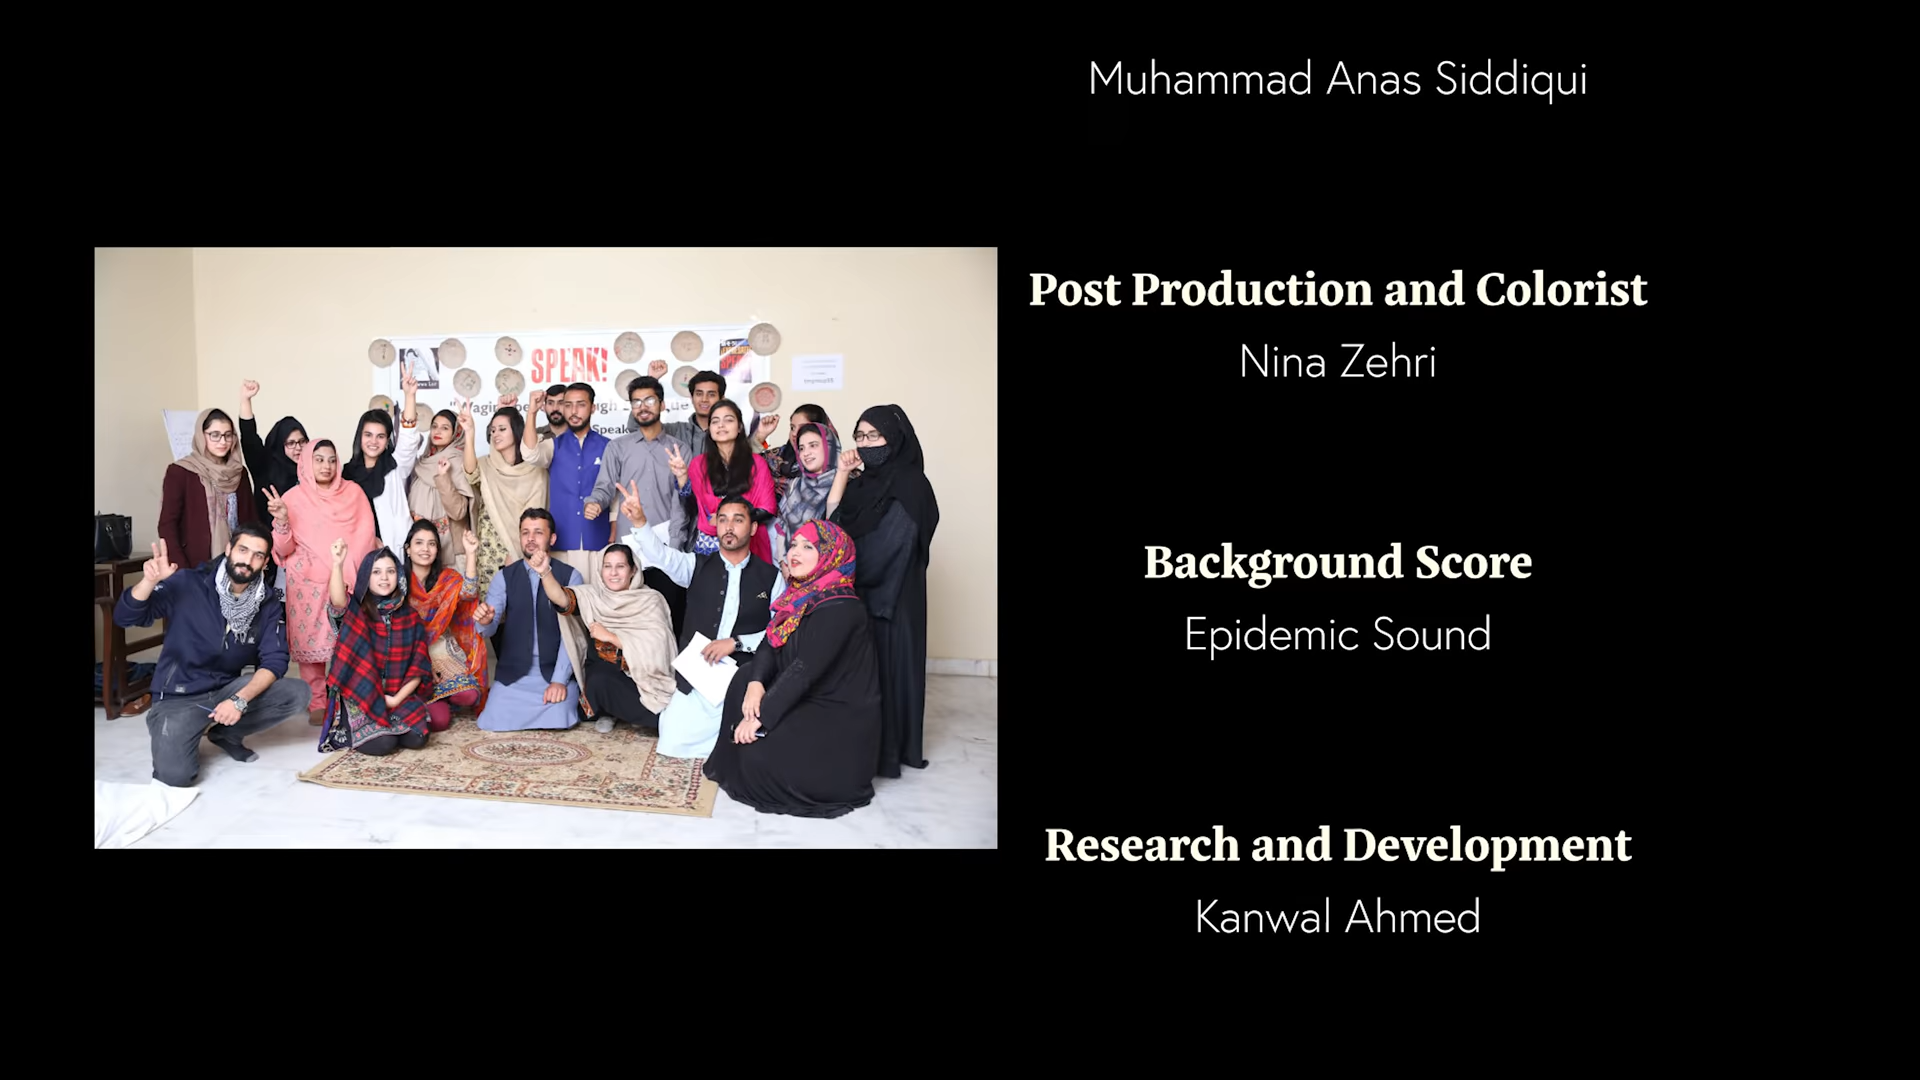 Muhammad Anas Siddiqui
Post Production and Colorist
Nina Zehri
Background Score
Epidemic Sound
Research and Development
Kanwal Ahmed
SPEAK!
Speak